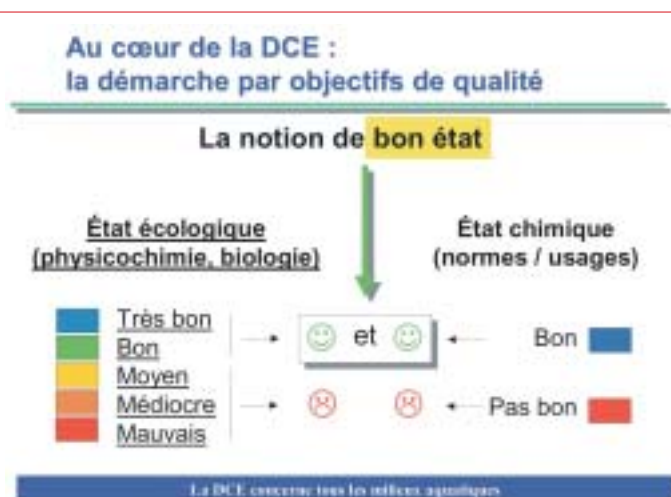 Au cœur de la DCE :
la démarche par objectifs de qualité
La notion de bon état
État écologique
(physicochimie, biologie)
État chimique
(normes / usages)
Très bon
Bon
Moyen
Médiocre
Mauvais
et
Bon
Pas bon
La DCE concerne tous les milieux aquatiques